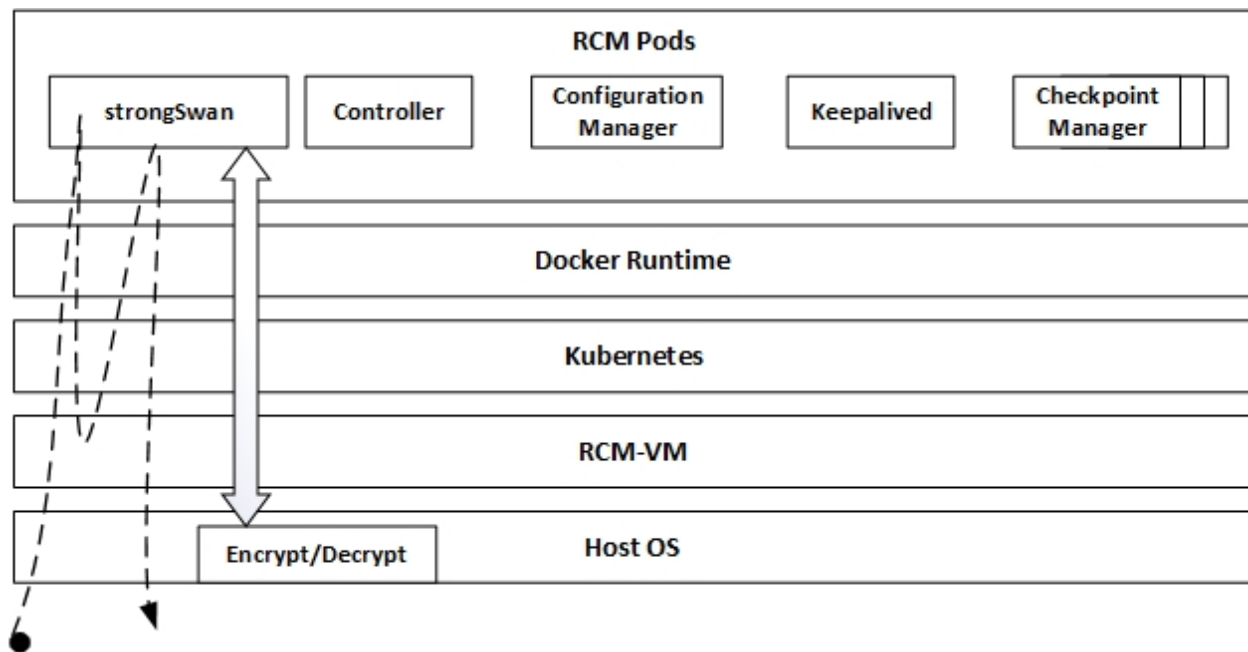 RCM Pods
strongSwan
Controller
Configuration
Manager
Keepalived
Checkpoint
Manager
Docker Runtime
Kubernetes
RCM-VM
Host OS
Encrypt/Decrypt